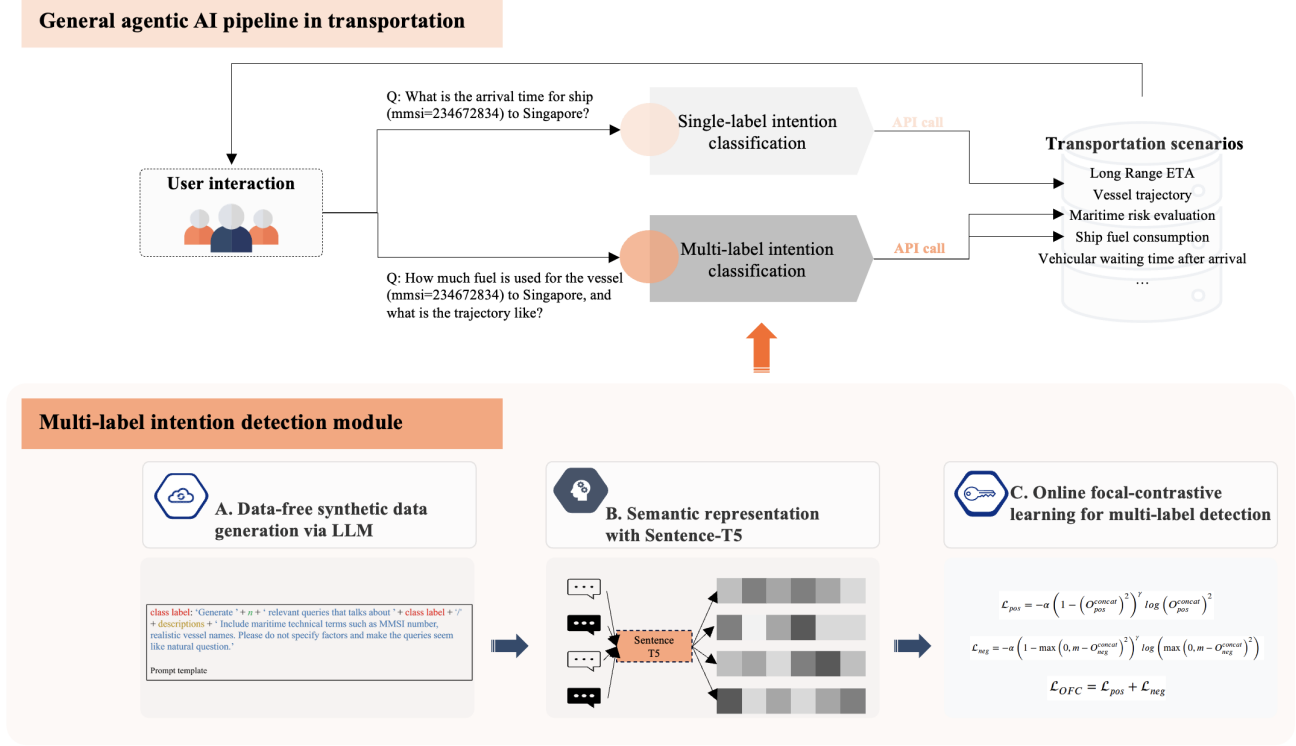 General agentic AI pipeline in transportation
Q: What is the arrival time for ship
(mmsi=234672834) to Singapore?
Single-label intention
classification
API call
Transportation scenarios
Long Range ETA
Vessel trajectory
Maritime risk evaluation
Ship fuel consumption
Vehicular waiting time after arrival
...
User interaction
Multi-label intention
classification
API call
Q: How much fuel is used for the vessel
(mmsi=234672834) to Singapore, and
what is the trajectory like?
Multi-label intention detection module
A. Data-free synthetic data
generation via LLM
class label: 'Generate ' + n + ' relevant queries that talks about ' + class label + '/'
+ descriptions + ' Include maritime technical terms such as MMSI number,
realistic vessel names. Please do not specify factors and make the queries seem
like natural question.'
Prompt template
B. Semantic representation
with Sentence-T5
Sentence
T5
C. Online focal-contrastive
learning for multi-label detection
ℒ_pos = −α (1 − (O_pos^concat)^2)^γ log (O_pos^concat)^2
ℒ_neg = −α (1 − max (0, m − O_neg^concat)^2)^γ log (max (0, m − O_neg^concat)^2)
ℒ_OFC = ℒ_pos + ℒ_neg